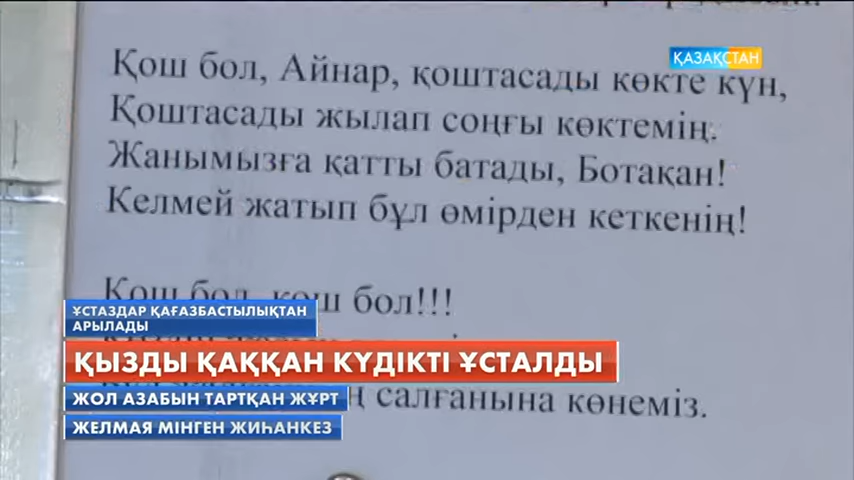 ҚАЗАҚСТАН
Қош бол, Айнар, қоштасады көкте күн,
Қоштасады жылап соңғы көктемің.
Жанымызға қатты батады, Ботақан!
Келмей жатып бұл өмірден кеткенің!
Қош бол, қош бол!!!
ҰСТАЗДАР ҚАҒАЗБАСТЫЛЫҚТАН
АРЫЛАДЫ
ҚЫЗДЫ ҚАҚҚАН КҮДІКТІ ҰСТАЛДЫ
салғанына көнеміз.
ЖОЛ АЗАБЫН ТАРТҚАН ЖҰРТ
ЖЕЛМАЯ МІНГЕН ЖИҺАНКЕЗ